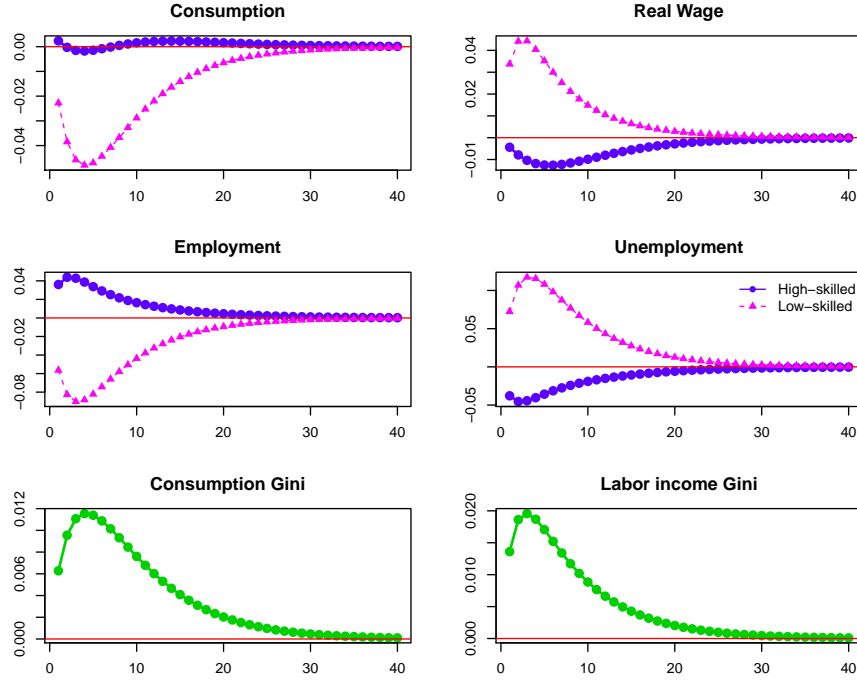 Consumption
0.00
−0.02
−0.04
0 10 20 30 40
Real Wage
0.04
0.02
−0.01
0 10 20 30 40
Employment
0.04
−0.02
−0.08
0 10 20 30 40
Unemployment
0.05
−0.05
High−skilled
Low−skilled
0 10 20 30 40
Consumption Gini
0.012
0.006
0.000
0 10 20 30 40
Labor income Gini
0.020
0.010
0.000
0 10 20 30 40